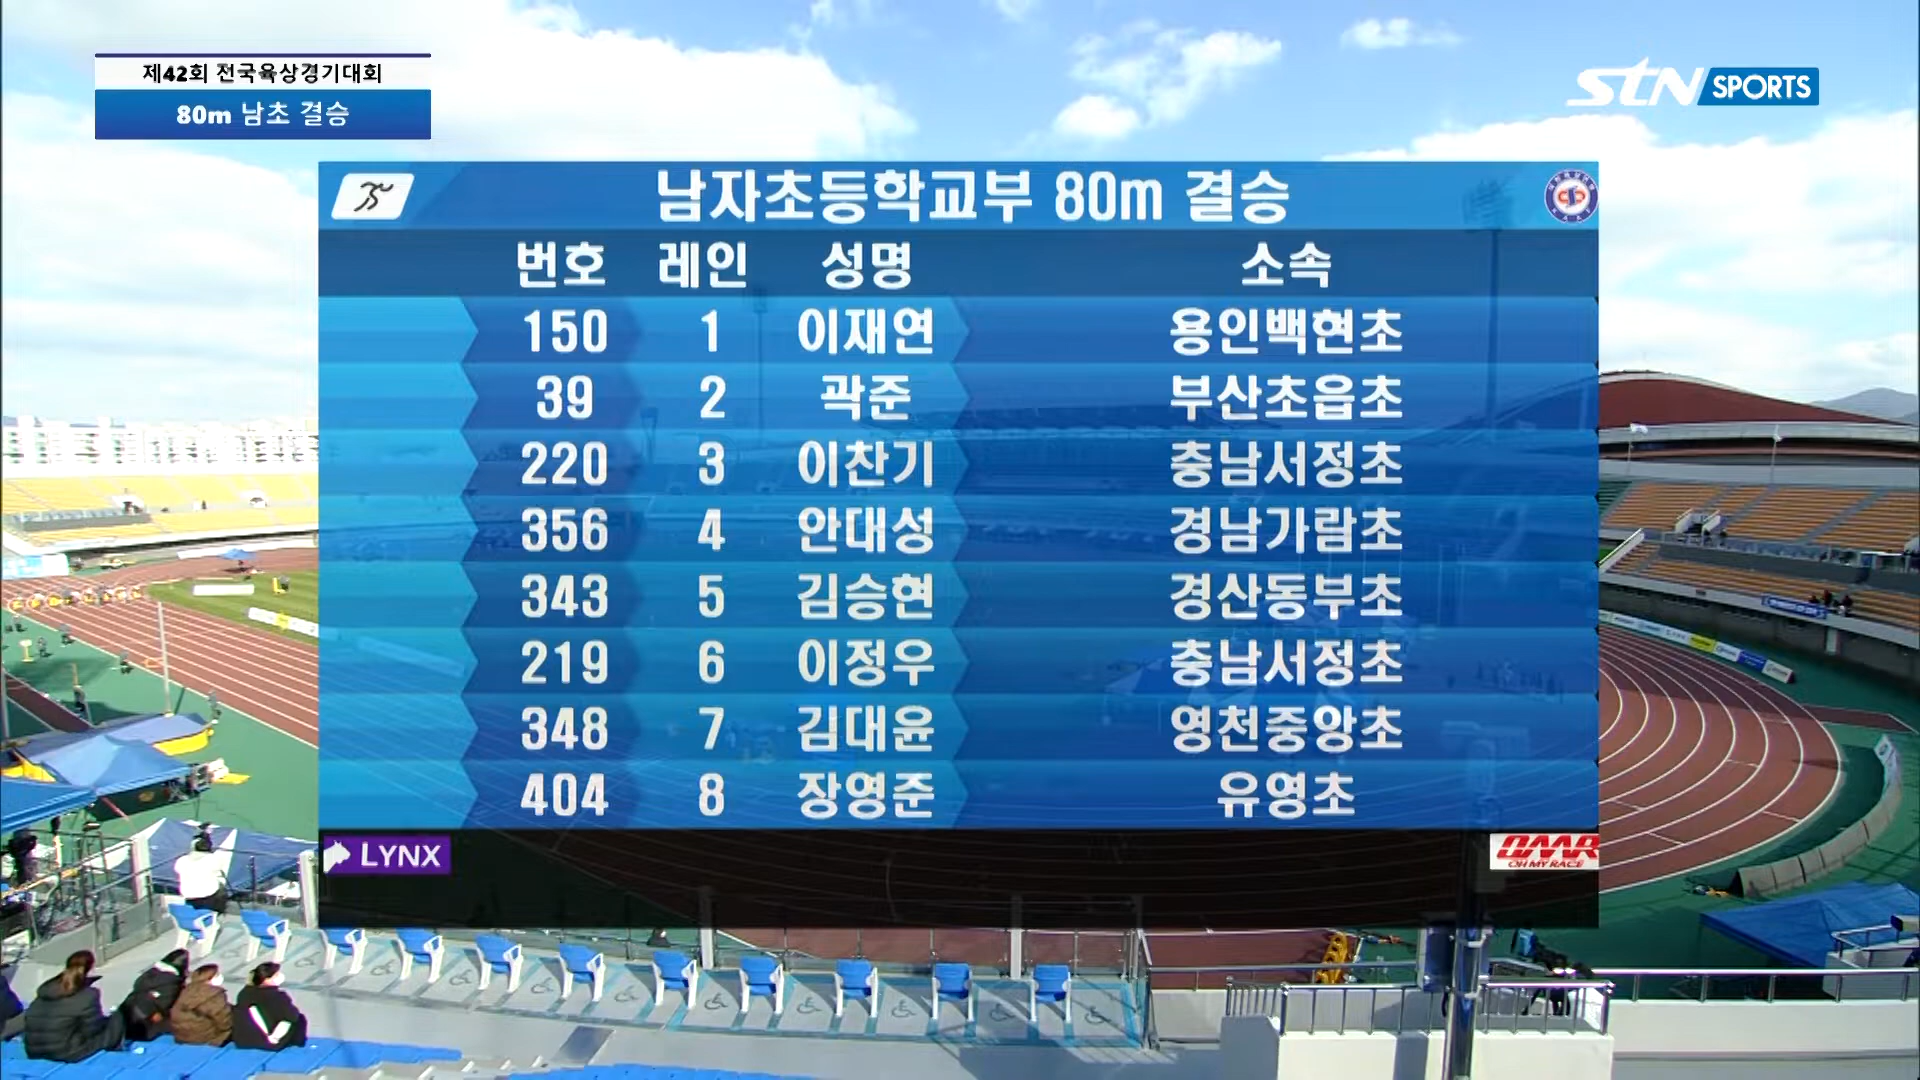 제42회 전국육상경기대회
80m 남초 결승
STN SPORTS
남자초등학교부 80m 결승
번호 레인 성명 소속
150 1 이재연 용인백현초
39 2 곽준 부산초읍초
220 3 이찬기 충남서정초
356 4 안대성 경남가람초
343 5 김승현 경산동부초
219 6 이정우 충남서정초
348 7 김대윤 영천중앙초
404 8 장영준 유영초
LYNX
OMR
OH MY RACE